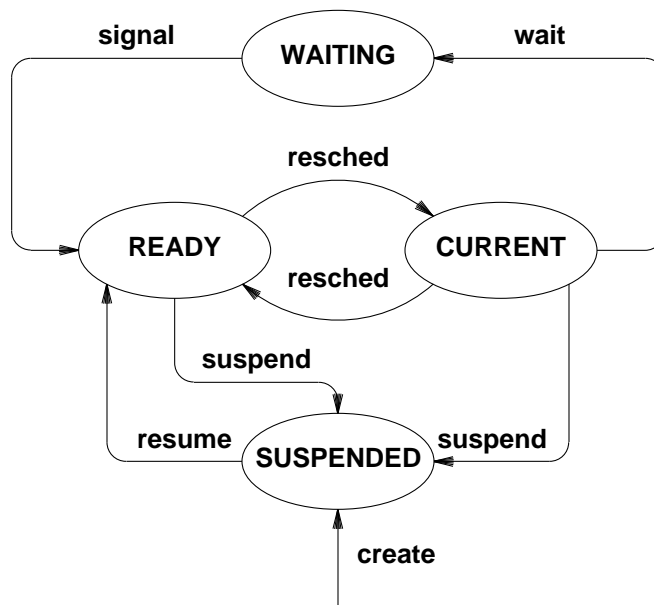 signal
WAITING
wait
resched
READY
CURRENT
resched
suspend
resume
SUSPENDED
suspend
create